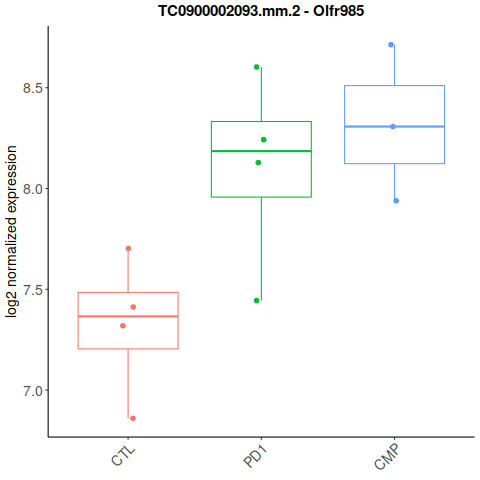 TC0900002093.mm.2 - Olfr985
log2 normalized expression
8.5
8.0
7.5
7.0
CTL
PD1
CMP